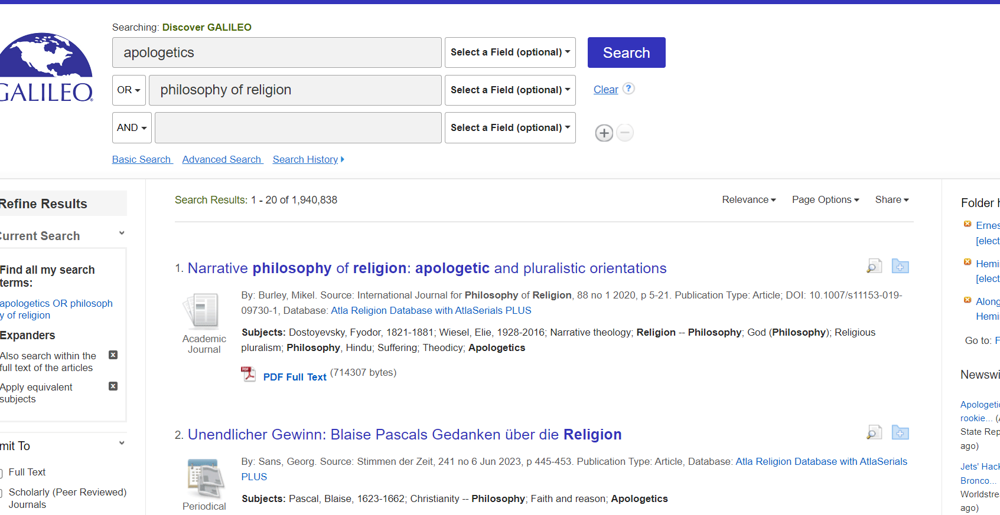 Searching: Discover GALILEO
apologetics
Select a Field (optional)
Search
GALILEO
OR
philosophy of religion
Select a Field (optional)
Clear ?
AND
Select a Field (optional)
Basic Search Advanced Search Search History
Refine Results
Current Search
Find all my search
terms:
apologetics OR philosoph
y of religion
Expanders
Also search within the
full text of the articles
Apply equivalent
subjects
mit To
Full Text
Scholarly (Peer Reviewed)
Journals
Search Results: 1 - 20 of 1,940,838
Relevance Page Options Share
1. Narrative philosophy of religion: apologetic and pluralistic orientations
Academic
Journal
By: Burley, Mikel. Source: International Journal for Philosophy of Religion, 88 no 1 2020, p 5-21. Publication Type: Article; DOI: 10.1007/s11153-019-
09730-1, Database: Atla Religion Database with AtlaSerials PLUS
Subjects: Dostoyevsky, Fyodor, 1821-1881; Wiesel, Elie, 1928-2016; Narrative theology; Religion -- Philosophy; God (Philosophy); Religious
pluralism; Philosophy, Hindu; Suffering; Theodicy; Apologetics
PDF Full Text (714307 bytes)
2. Unendlicher Gewinn: Blaise Pascals Gedanken über die Religion
Periodical
By: Sans, Georg. Source: Stimmen der Zeit, 241 no 6 Jun 2023, p 445-453. Publication Type: Article, Database: Atla Religion Database with AtlaSerials
PLUS
Subjects: Pascal, Blaise, 1623-1662; Christianity -- Philosophy; Faith and reason; Apologetics
Folder h
Ernes
[elect
Hemi
[elect
Along
Hemi
Go to: F
Newswi
Apologetic
rookie... (A
State Rep
ago)
Jets' Hack
Bronco...
Worldstre
ago)